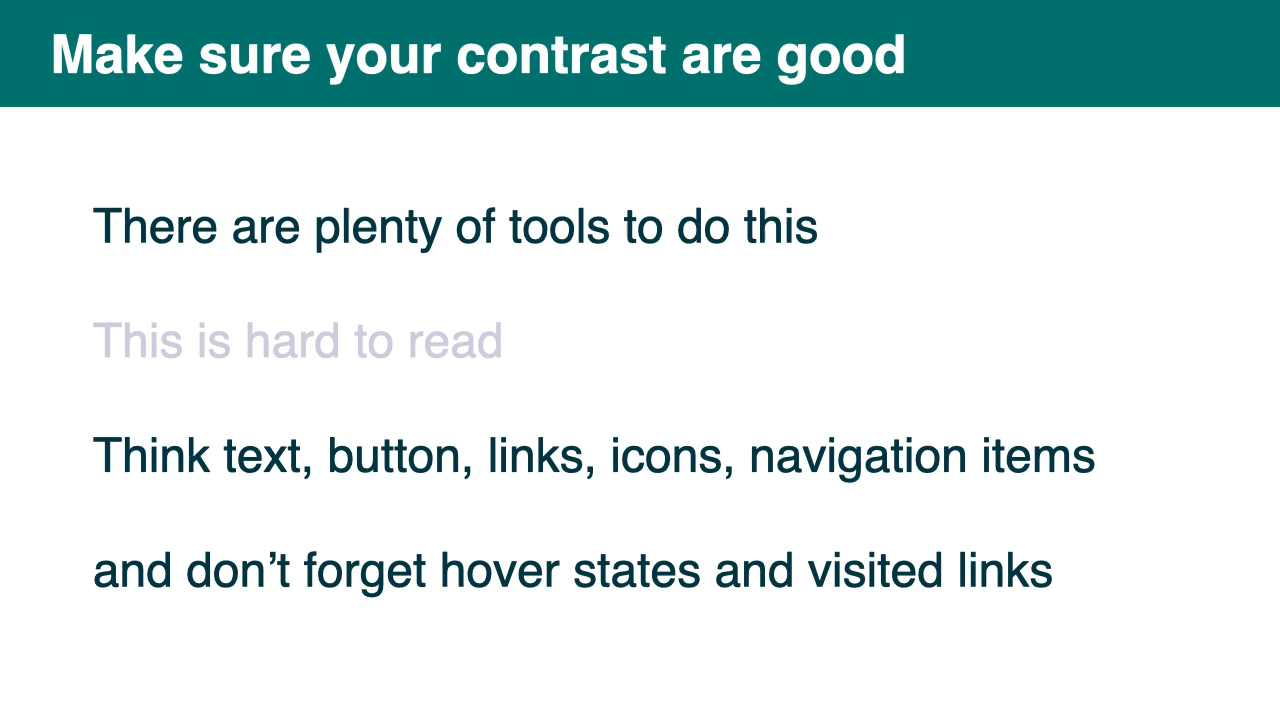 Make sure your contrast are good
There are plenty of tools to do this
This is hard to read
Think text, button, links, icons, navigation items
and don’t forget hover states and visited links